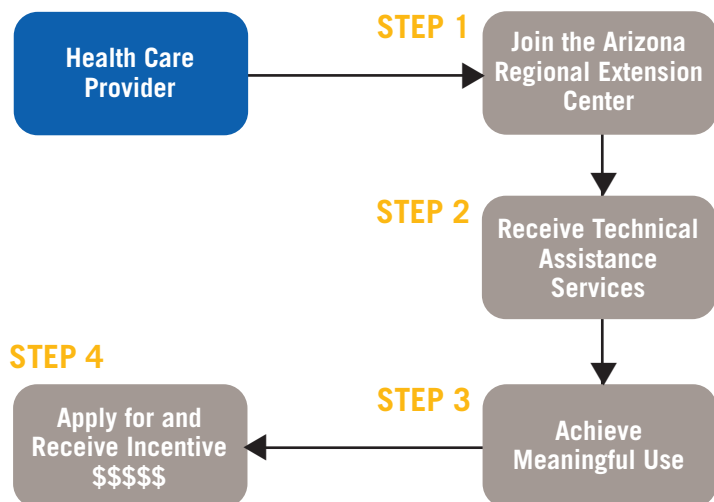 Health Care
Provider
STEP 1
Join the Arizona
Regional Extension
Center
STEP 2
Receive Technical
Assistance
Services
STEP 3
Achieve
Meaningful Use
STEP 4
Apply for and
Receive Incentive
$$$$$